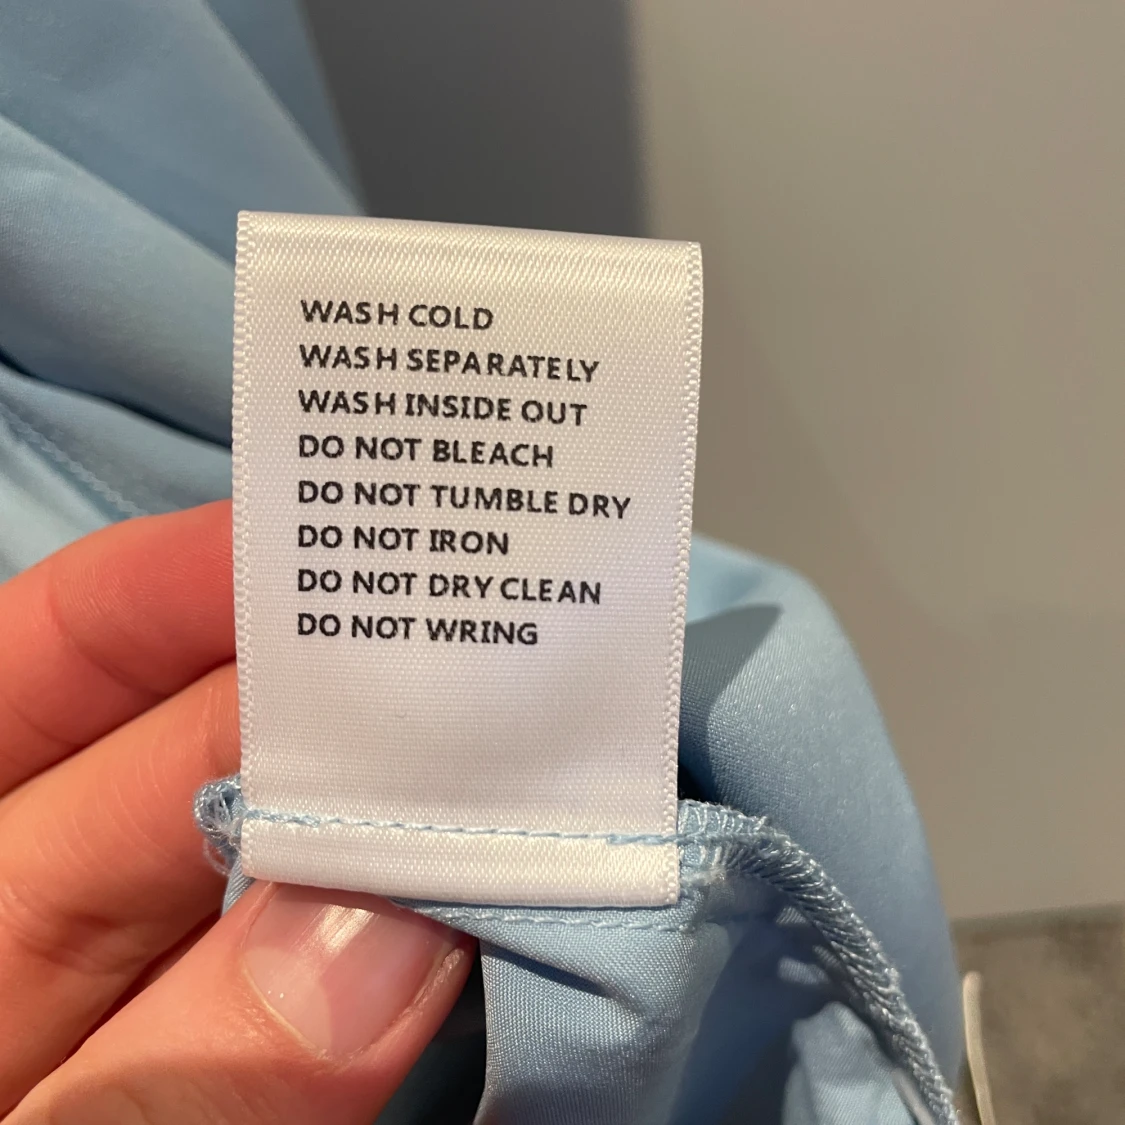 WASH COLD
WASH SEPARATELY
WASH INSIDE OUT
DO NOT BLEACH
DO NOT TUMBLE DRY
DO NOT IRON
DO NOT DRY CLEAN
DO NOT WRING